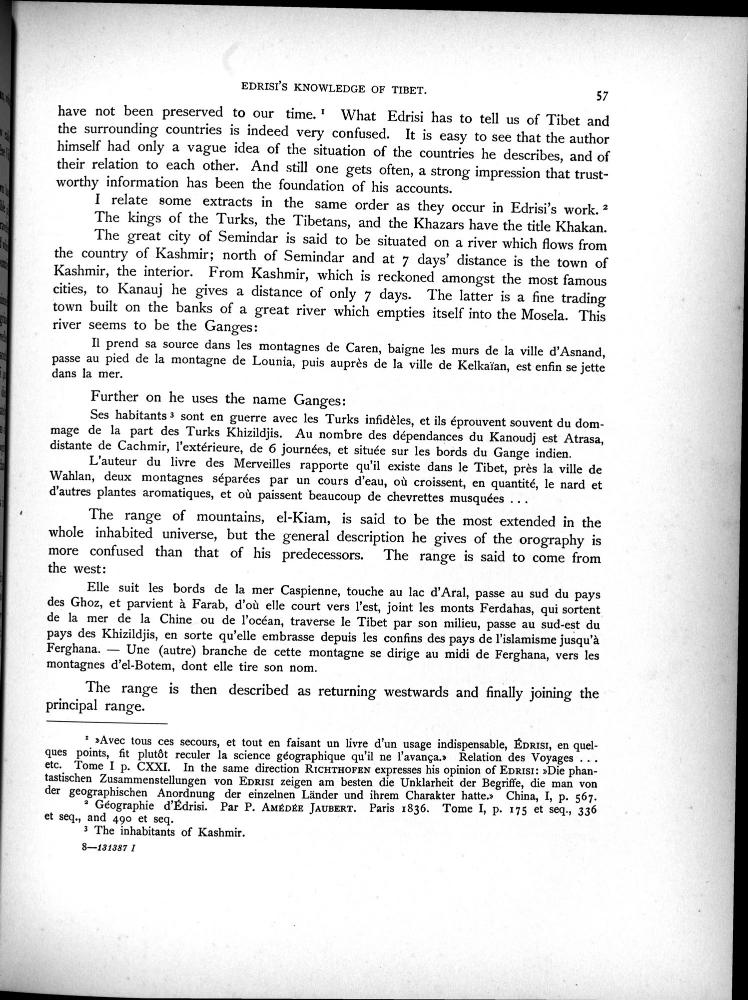 EDRISI'S KNOWLEDGE OF TIBET.
57
have not been preserved to our time. ¹ What Edrisi has to tell us of Tibet and
the surrounding countries is indeed very confused. It is easy to see that the author
himself had only a vague idea of the situation of the countries he describes, and of
their relation to each other. And still one gets often, a strong impression that trust-
worthy information has been the foundation of his accounts.
I relate some extracts in the same order as they occur in Edrisi's work. ²
The kings of the Turks, the Tibetans, and the Khazars have the title Khakan.
The great city of Semindar is said to be situated on a river which flows from
the country of Kashmir; north of Semindar and at 7 days' distance is the town of
Kashmir, the interior. From Kashmir, which is reckoned amongst the most famous
cities, to Kanauj he gives a distance of only 7 days. The latter is a fine trading
town built on the banks of a great river which empties itself into the Mosela. This
river seems to be the Ganges:
Il prend sa source dans les montagnes de Caren, baigne les murs de la ville d'Asnand,
passe au pied de la montagne de Lounia, puis auprès de la ville de Kelkaïan, est enfin se jette
dans la mer.
Further on he uses the name Ganges:
Ses habitants ³ sont en guerre avec les Turks infidèles, et ils éprouvent souvent du dom-
mage de la part des Turks Khizildjis. Au nombre des dépendances du Kanoudj est Atrasa,
distante de Cachmir, l'extérieure, de 6 journées, et située sur les bords du Gange indien.
L'auteur du livre des Merveilles rapporte qu'il existe dans le Tibet, près la ville de
Wahlan, deux montagnes séparées par un cours d'eau, où croissent, en quantité, le nard et
d'autres plantes aromatiques, et où paissent beaucoup de chevrettes musquées . . .
The range of mountains, el-Kiam, is said to be the most extended in the
whole inhabited universe, but the general description he gives of the orography is
more confused than that of his predecessors. The range is said to come from
the west:
Elle suit les bords de la mer Caspienne, touche au lac d'Aral, passe au sud du pays
des Ghoz, et parvient à Farab, d'où elle court vers l'est, joint les monts Ferdahas, qui sortent
de la mer de la Chine ou de l'océan, traverse le Tibet par son milieu, passe au sud-est du
pays des Khizildjis, en sorte qu'elle embrasse depuis les confins des pays de l'islamisme jusqu'à
Ferghana. — Une (autre) branche de cette montagne se dirige au midi de Ferghana, vers les
montagnes d'el-Botem, dont elle tire son nom.
The range is then described as returning westwards and finally joining the
principal range.
¹ »Avec tous ces secours, et tout en faisant un livre d'un usage indispensable, ÉDRISI, en quel-
ques points, fit plutôt reculer la science géographique qu'il ne l'avança.» Relation des Voyages . . .
etc. Tome I p. CXXI. In the same direction RICHTHOFEN expresses his opinion of EDRISI: »Die phan-
tastischen Zusammenstellungen von EDRISI zeigen am besten die Unklarheit der Begriffe, die man von
der geographischen Anordnung der einzelnen Länder und ihrem Charakter hatte.» China, I, p. 567.
² Géographie d'Édrisi. Par P. AMÉDÉE JAUBERT. Paris 1836. Tome I, p. 175 et seq., 336
et seq., and 490 et seq.
³ The inhabitants of Kashmir.
8—131387 I